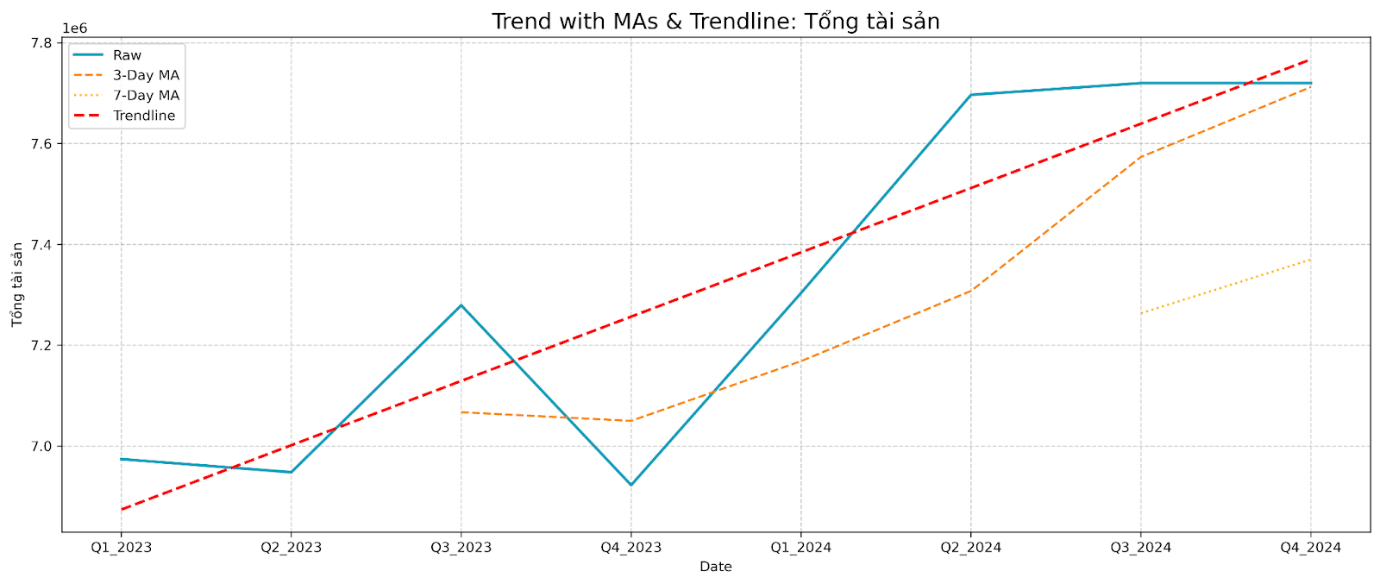 Trend with MAs & Trendline: Tổng tài sản
1e6
7.8
7.6
7.4
7.2
7.0
Tổng tài sản
Raw
3-Day MA
7-Day MA
Trendline
Q1_2023 Q2_2023 Q3_2023 Q4_2023 Q1_2024 Q2_2024 Q3_2024 Q4_2024
Date